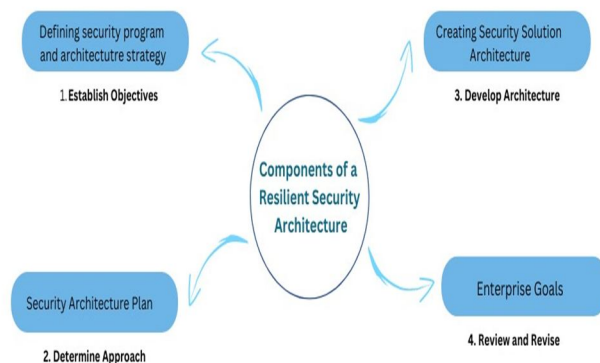 Defining security program
and architectutre strategy
1. Establish Objectives
Creating Security Solution
Architecture
3. Develop Architecture
Components of a
Resilient Security
Architecture
Security Architecture Plan
2. Determine Approach
Enterprise Goals
4. Review and Revise